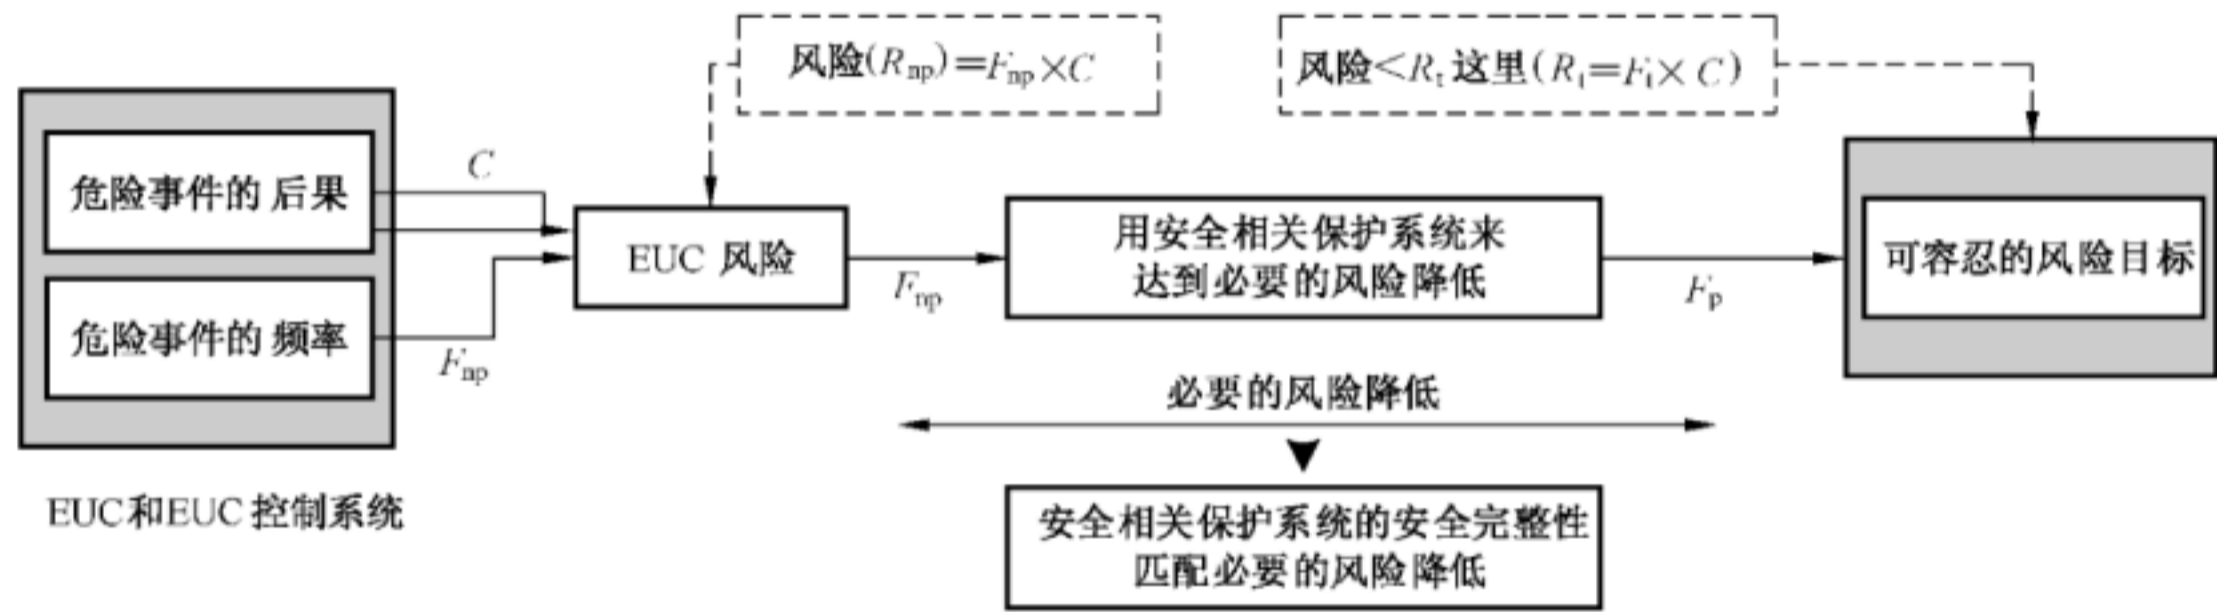 风险(Rnp)=Fnp×C
风险<Rt 这里(Rt=Ft×C)
危险事件的后果
C
危险事件的频率
Fnp
EUC和EUC控制系统
EUC 风险
Fnp
用安全相关保护系统来
达到必要的风险降低
Fp
可容忍的风险目标
必要的风险降低
安全相关保护系统的安全完整性
匹配必要的风险降低